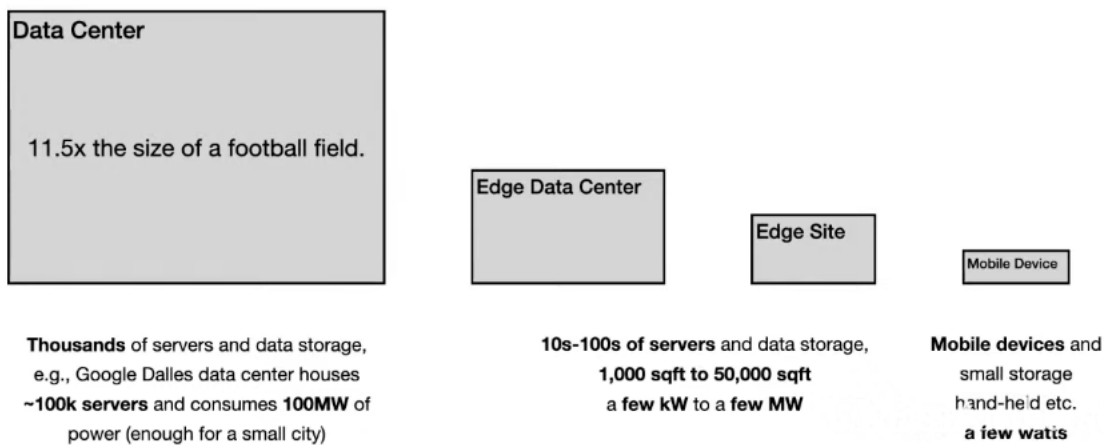 Data Center
11.5x the size of a football field.
Edge Data Center
Edge Site
Mobile Device
Thousands of servers and data storage,
e.g., Google Dalles data center houses
~100k servers and consumes 100MW of
power (enough for a small city)
10s-100s of servers and data storage,
1,000 sqft to 50,000 sqft
a few kW to a few MW
Mobile devices and
small storage
hand-held etc.
a few watts